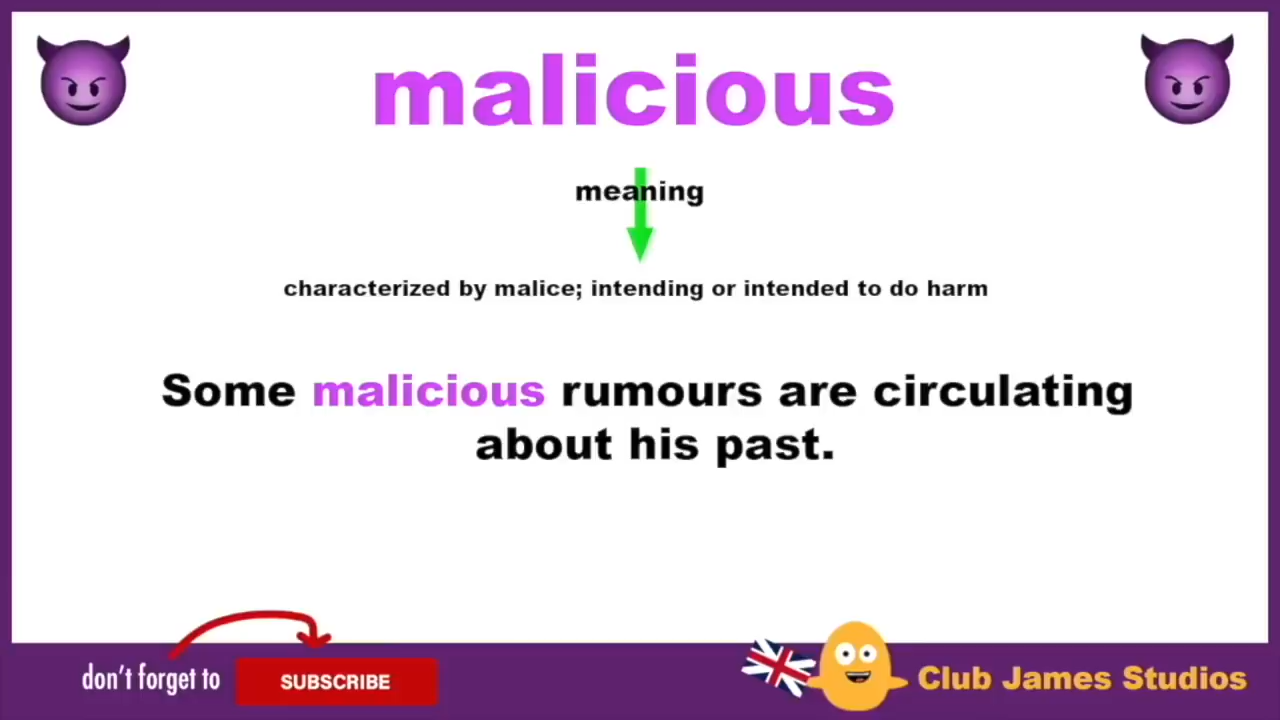 malicious
meaning
characterized by malice; intending or intended to do harm
Some malicious rumours are circulating
about his past.
don't forget to
SUBSCRIBE
Club James Studios